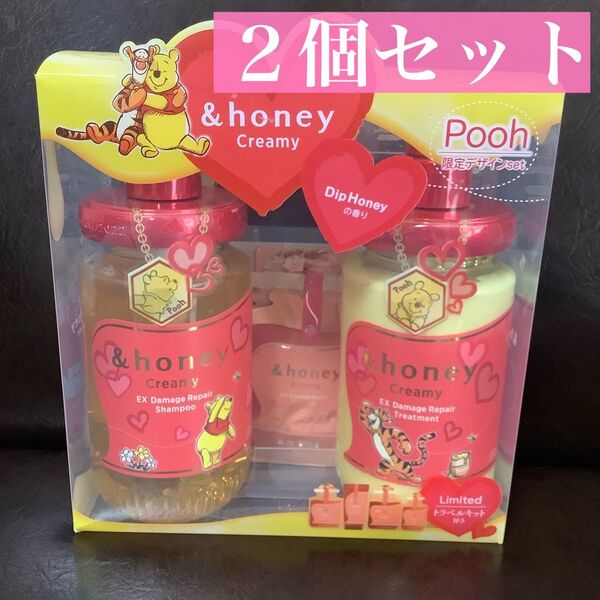 ２個セット
&honey
Creamy
Pooh
限定デザインset
Dip Honey
の香り
Pooh
Pooh
&honey
Creamy
EX Damage Repair
Shampoo
&honey
Creamy
&honey
Creamy
EX Damage Repair
Treatment
Limited
トラベルキット
付き